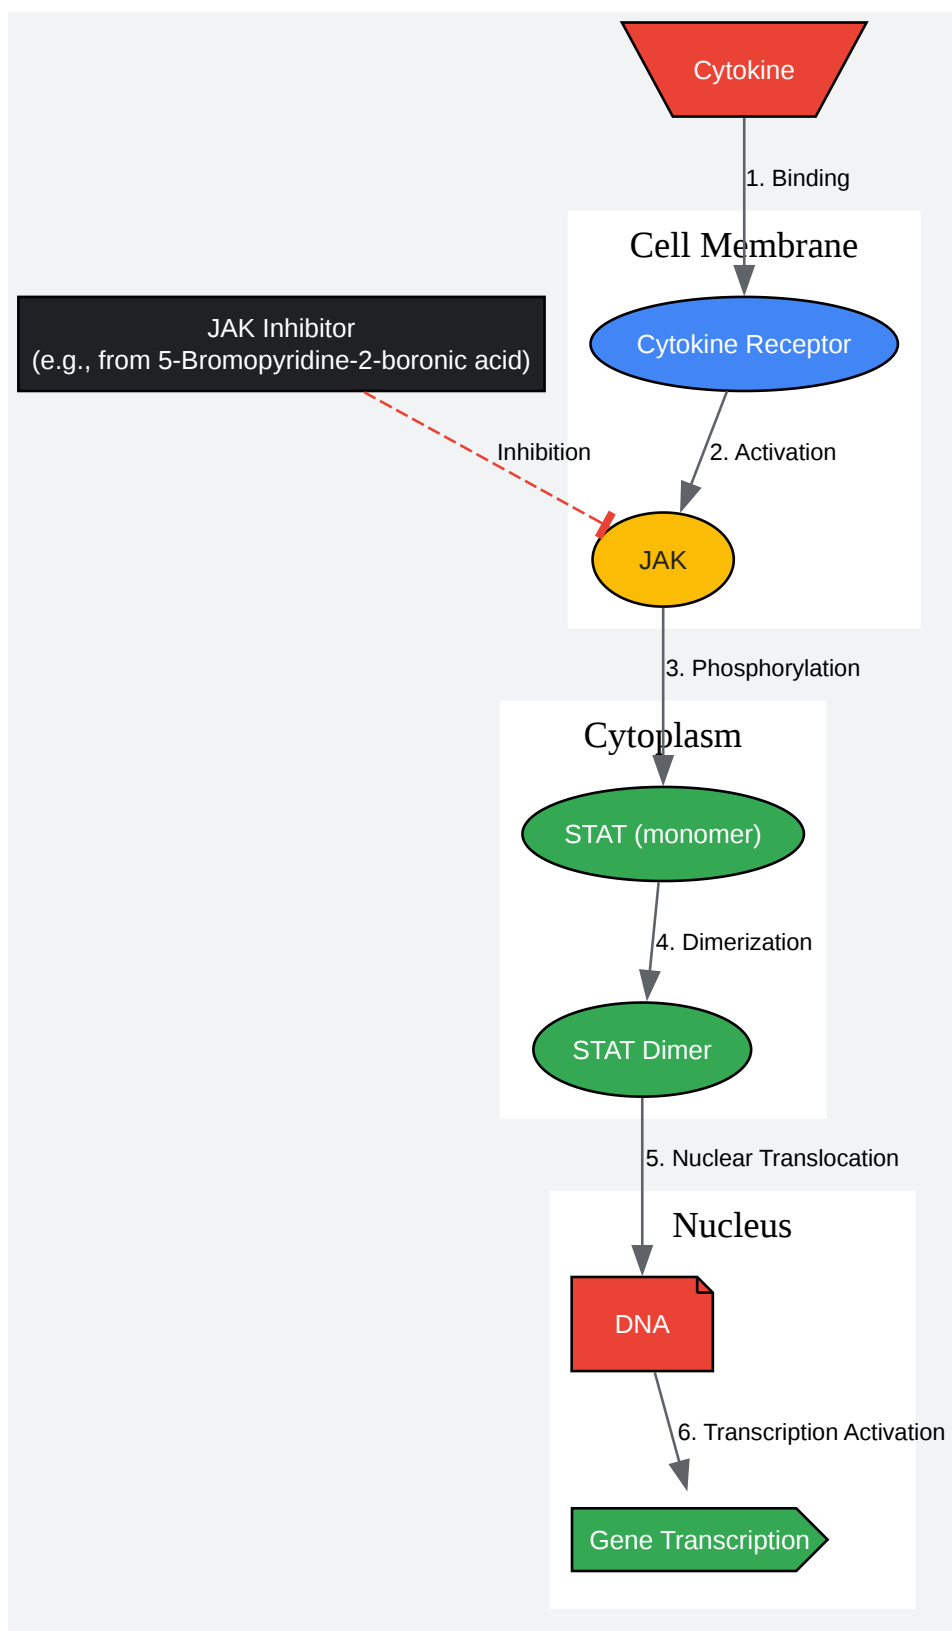 Cytokine
1. Binding
Cell Membrane
JAK Inhibitor
(e.g., from 5-Bromopyridine-2-boronic acid)
Cytokine Receptor
Inhibition
2. Activation
JAK
3. Phosphorylation
Cytoplasm
STAT (monomer)
4. Dimerization
STAT Dimer
5. Nuclear Translocation
Nucleus
DNA
6. Transcription Activation
Gene Transcription